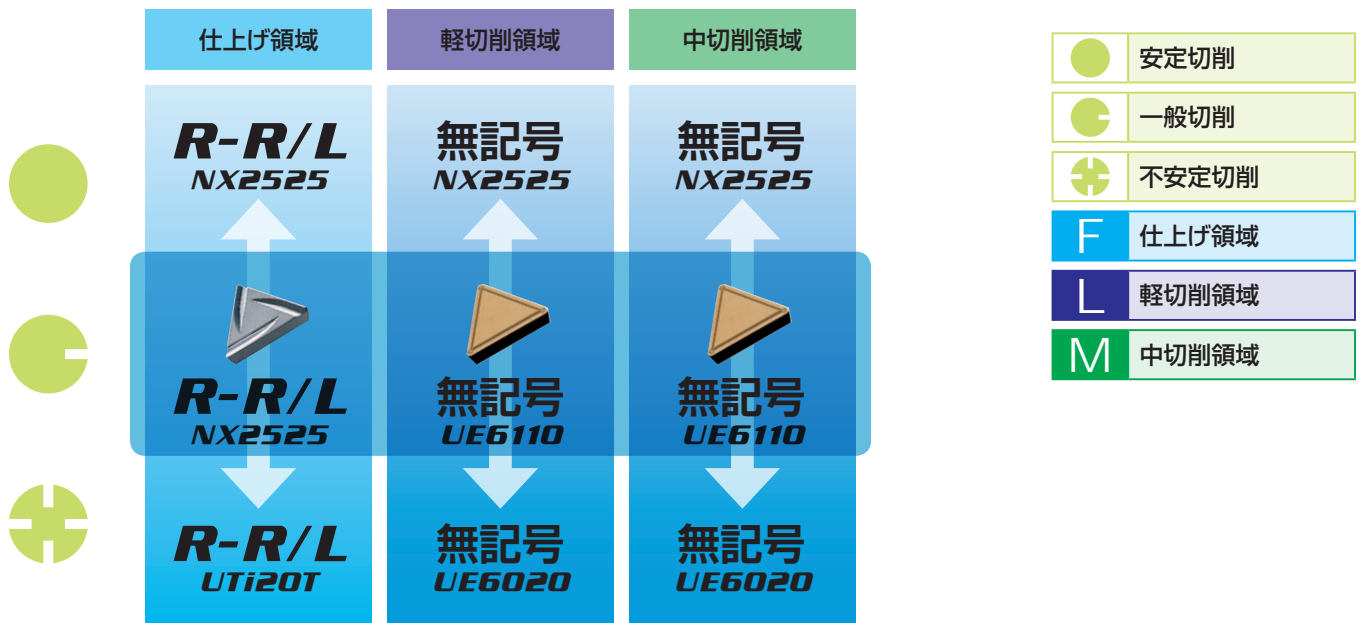 仕上げ領域
軽切削領域
中切削領域
R-R/L
NX2525
無記号
NX2525
無記号
NX2525
R-R/L
NX2525
無記号
UE6110
無記号
UE6110
R-R/L
UTi20T
無記号
UE6020
無記号
UE6020
安定切削
一般切削
不安定切削
F 仕上げ領域
L 軽切削領域
M 中切削領域